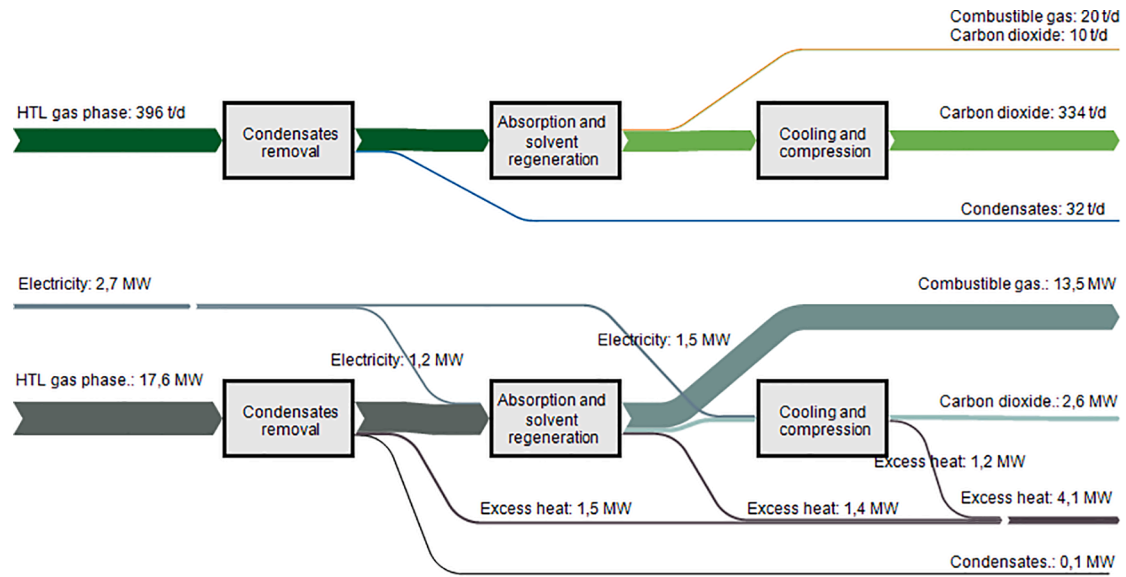 Combustible gas: 20 t/d
Carbon dioxide: 10 t/d
HTL gas phase: 396 t/d
Condensates
removal
Absorption and
solvent
regeneration
Cooling and
compression
Carbon dioxide: 334 t/d
Condensates: 32 t/d
Electricity: 2,7 MW
Combustible gas.: 13,5 MW
Electricity: 1,5 MW
Electricity: 1,2 MW
HTL gas phase.: 17,6 MW
Condensates
removal
Absorption and
solvent
regeneration
Cooling and
compression
Carbon dioxide.: 2,6 MW
Excess heat: 1,2 MW
Excess heat: 4,1 MW
Excess heat: 1,5 MW
Excess heat: 1,4 MW
Condensates.: 0,1 MW